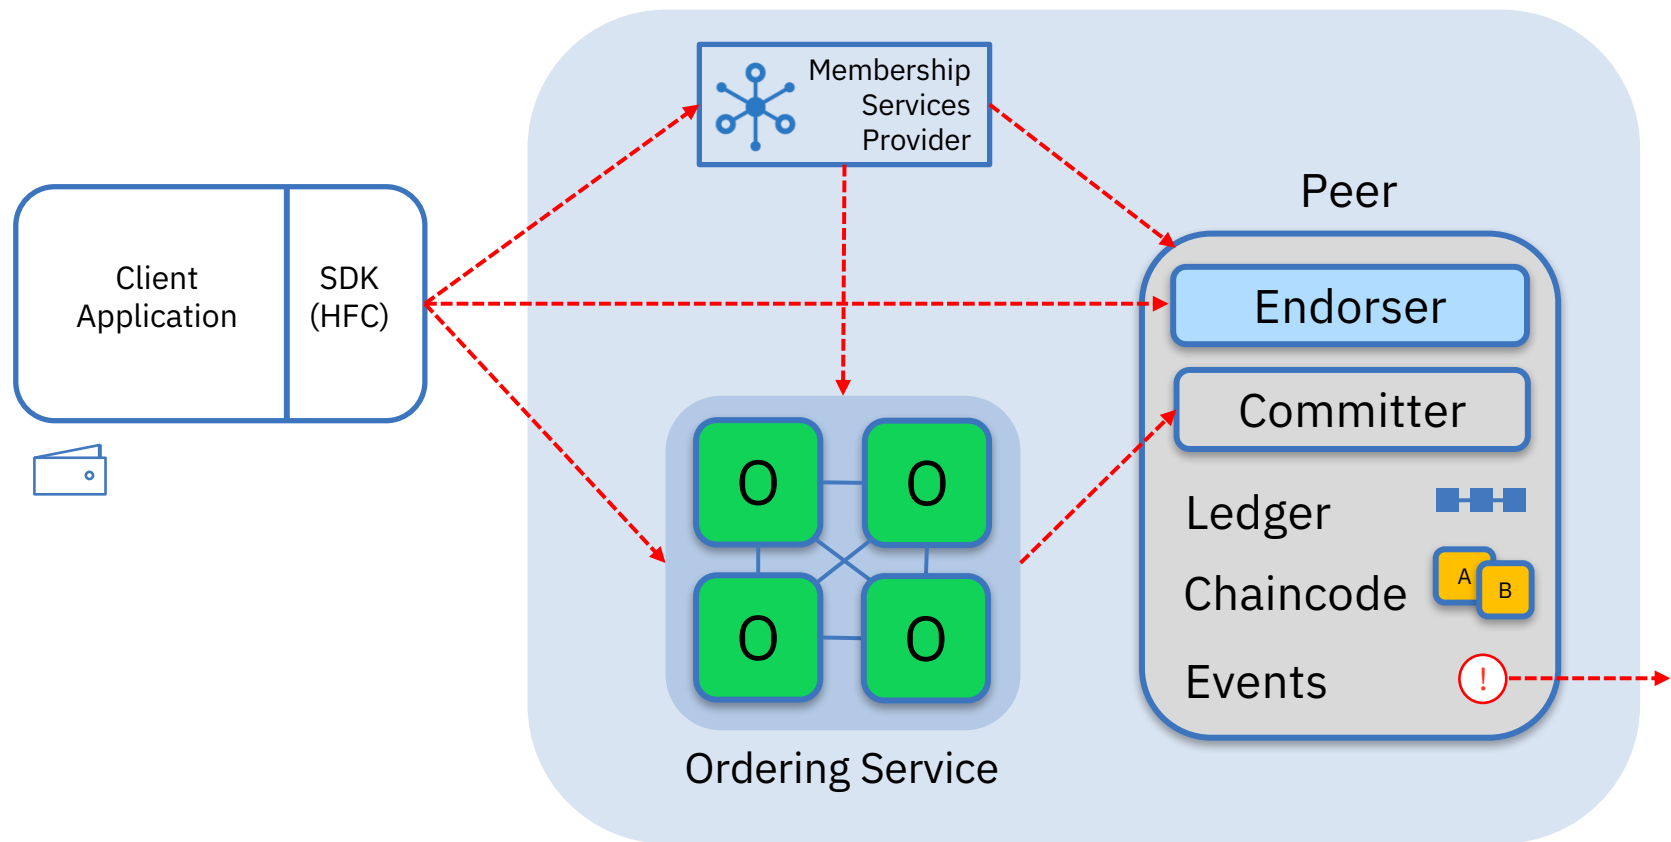 Membership
Services
Provider
Peer
Client
Application
SDK
(HFC)
Endorser
Committer
O
O
O
O
Ledger
Chaincode
A
B
Events
!
Ordering Service